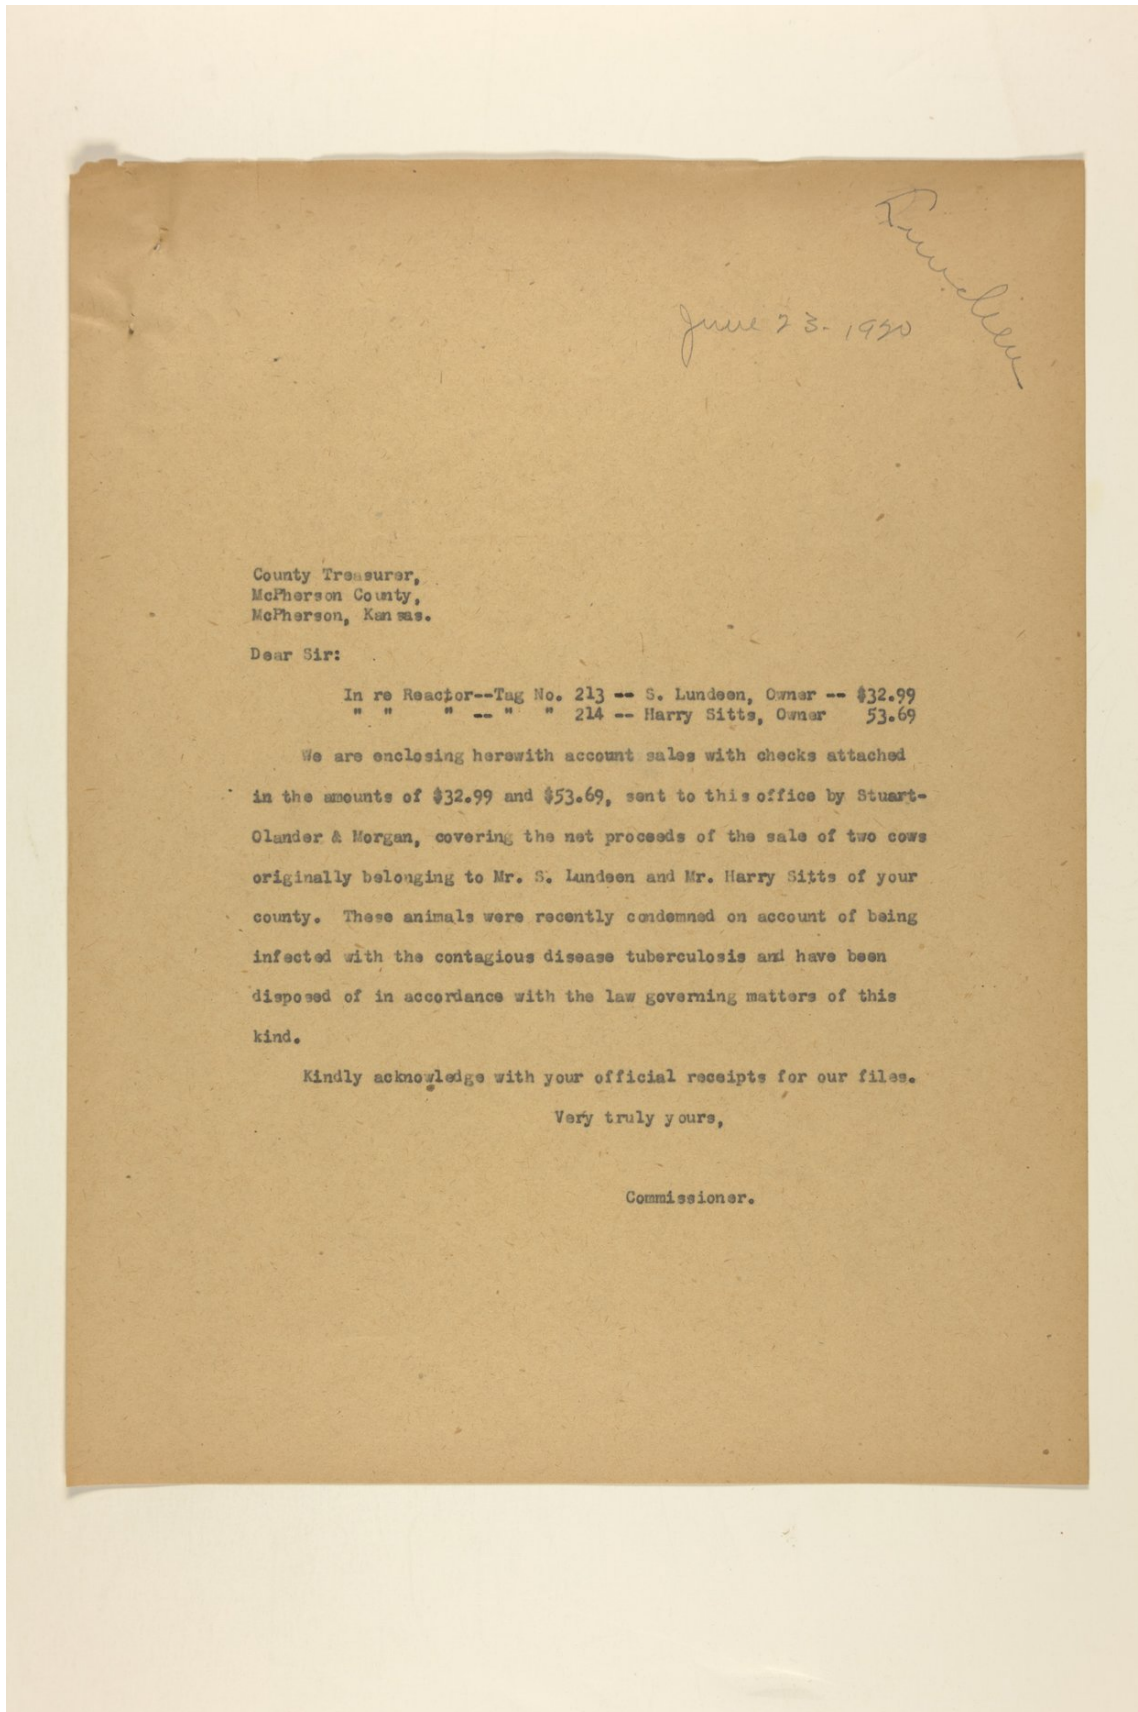 Lundeen
June 23. 1920
County Treasurer,
McPherson County,
McPherson, Kansas.
Dear Sir:
In re Reactor--Tag No. 213 -- S. Lundeen, Owner -- $32.99
" " " -- " " 214 -- Harry Sitts, Owner 53.69
We are enclosing herewith account sales with checks attached
in the amounts of $32.99 and $53.69, sent to this office by Stuart-
Olander & Morgan, covering the net proceeds of the sale of two cows
originally belonging to Mr. S. Lundeen and Mr. Harry Sitts of your
county. These animals were recently condemned on account of being
infected with the contagious disease tuberculosis and have been
disposed of in accordance with the law governing matters of this
kind.
Kindly acknowledge with your official receipts for our files.
Very truly yours,
Commissioner.